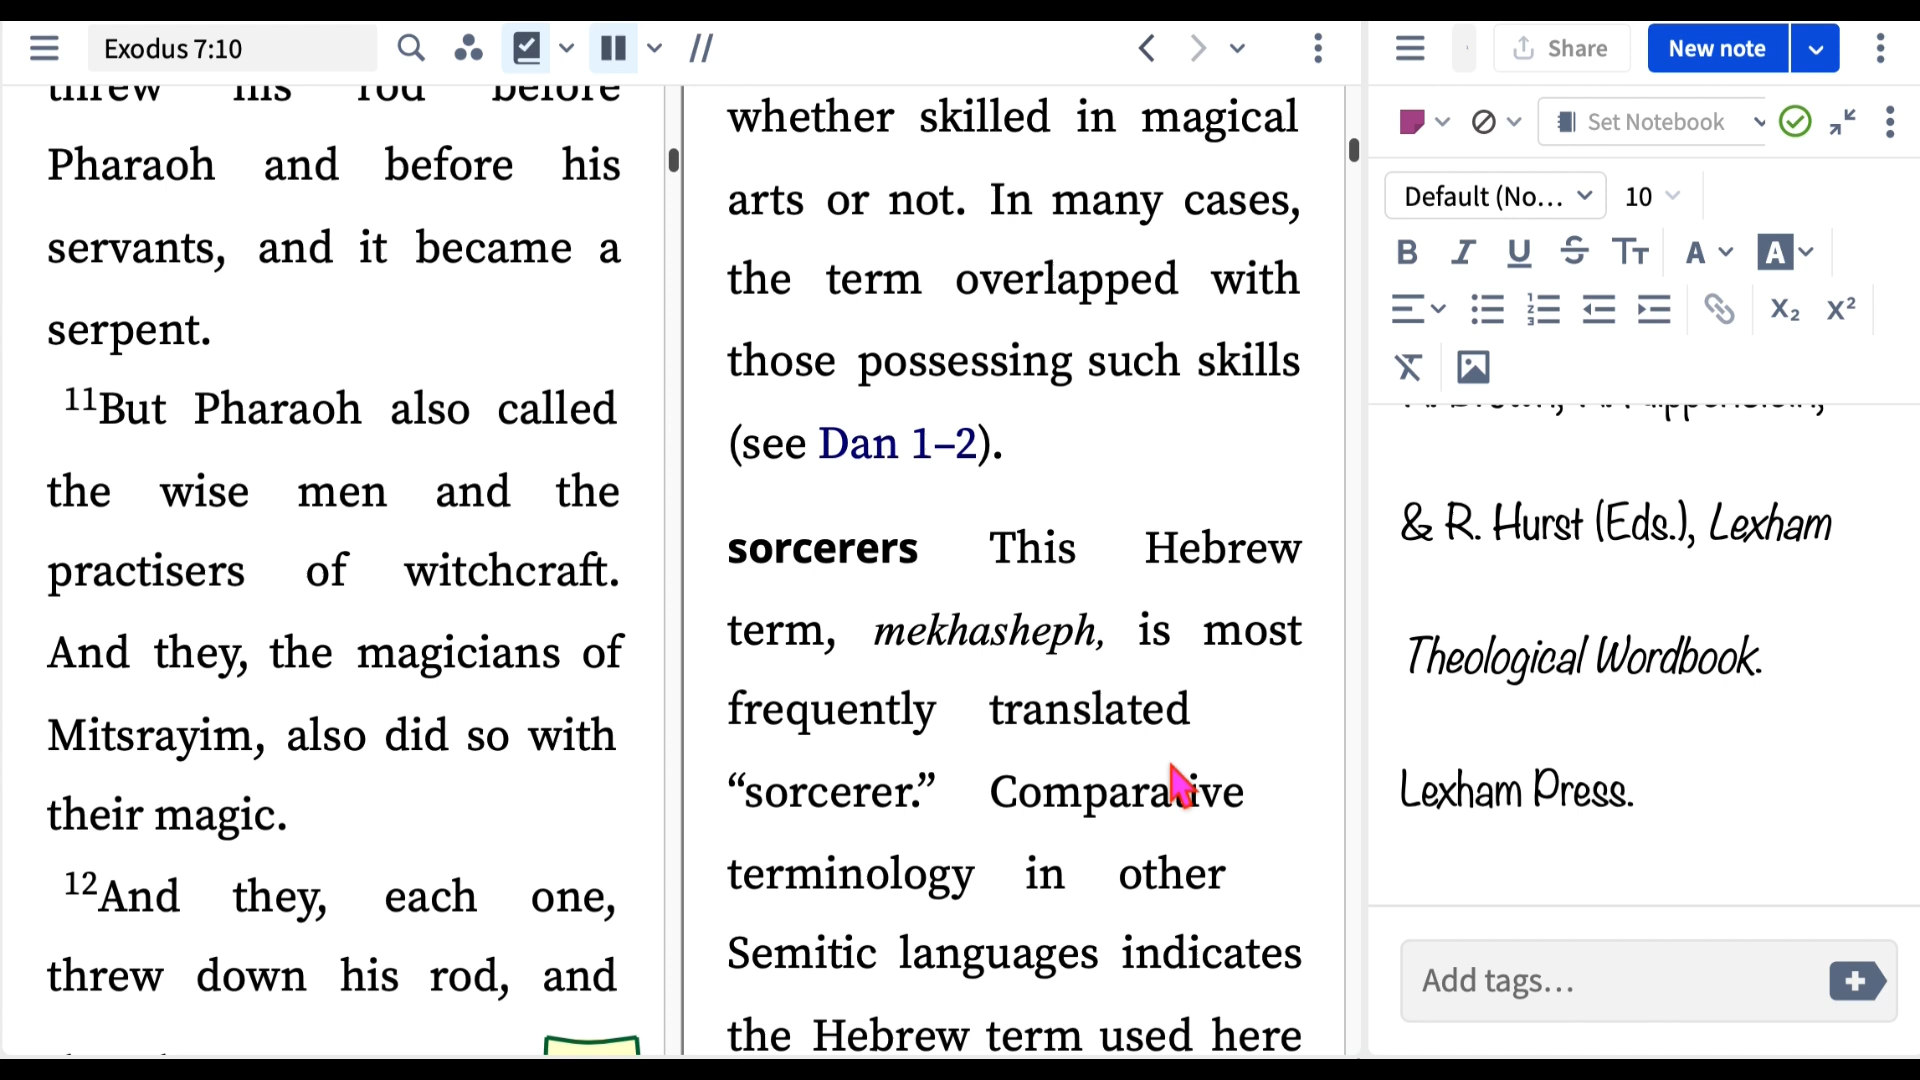 Exodus 7:10
Share
New note
threw his rod before
Pharaoh and before his
servants, and it became a
serpent.
11But Pharaoh also called
the wise men and the
practisers of witchcraft.
And they, the magicians of
Mitsrayim, also did so with
their magic.
12And they, each one,
threw down his rod, and
whether skilled in magical
arts or not. In many cases,
the term overlapped with
those possessing such skills
(see Dan 1–2).
sorcerers This Hebrew
term, mekhasheph, is most
frequently translated
“sorcerer.” Comparative
terminology in other
Semitic languages indicates
the Hebrew term used here
Set Notebook
Default (No... 10
& R. Hurst (Eds.), Lexham
Theological Wordbook.
Lexham Press.
Add tags...